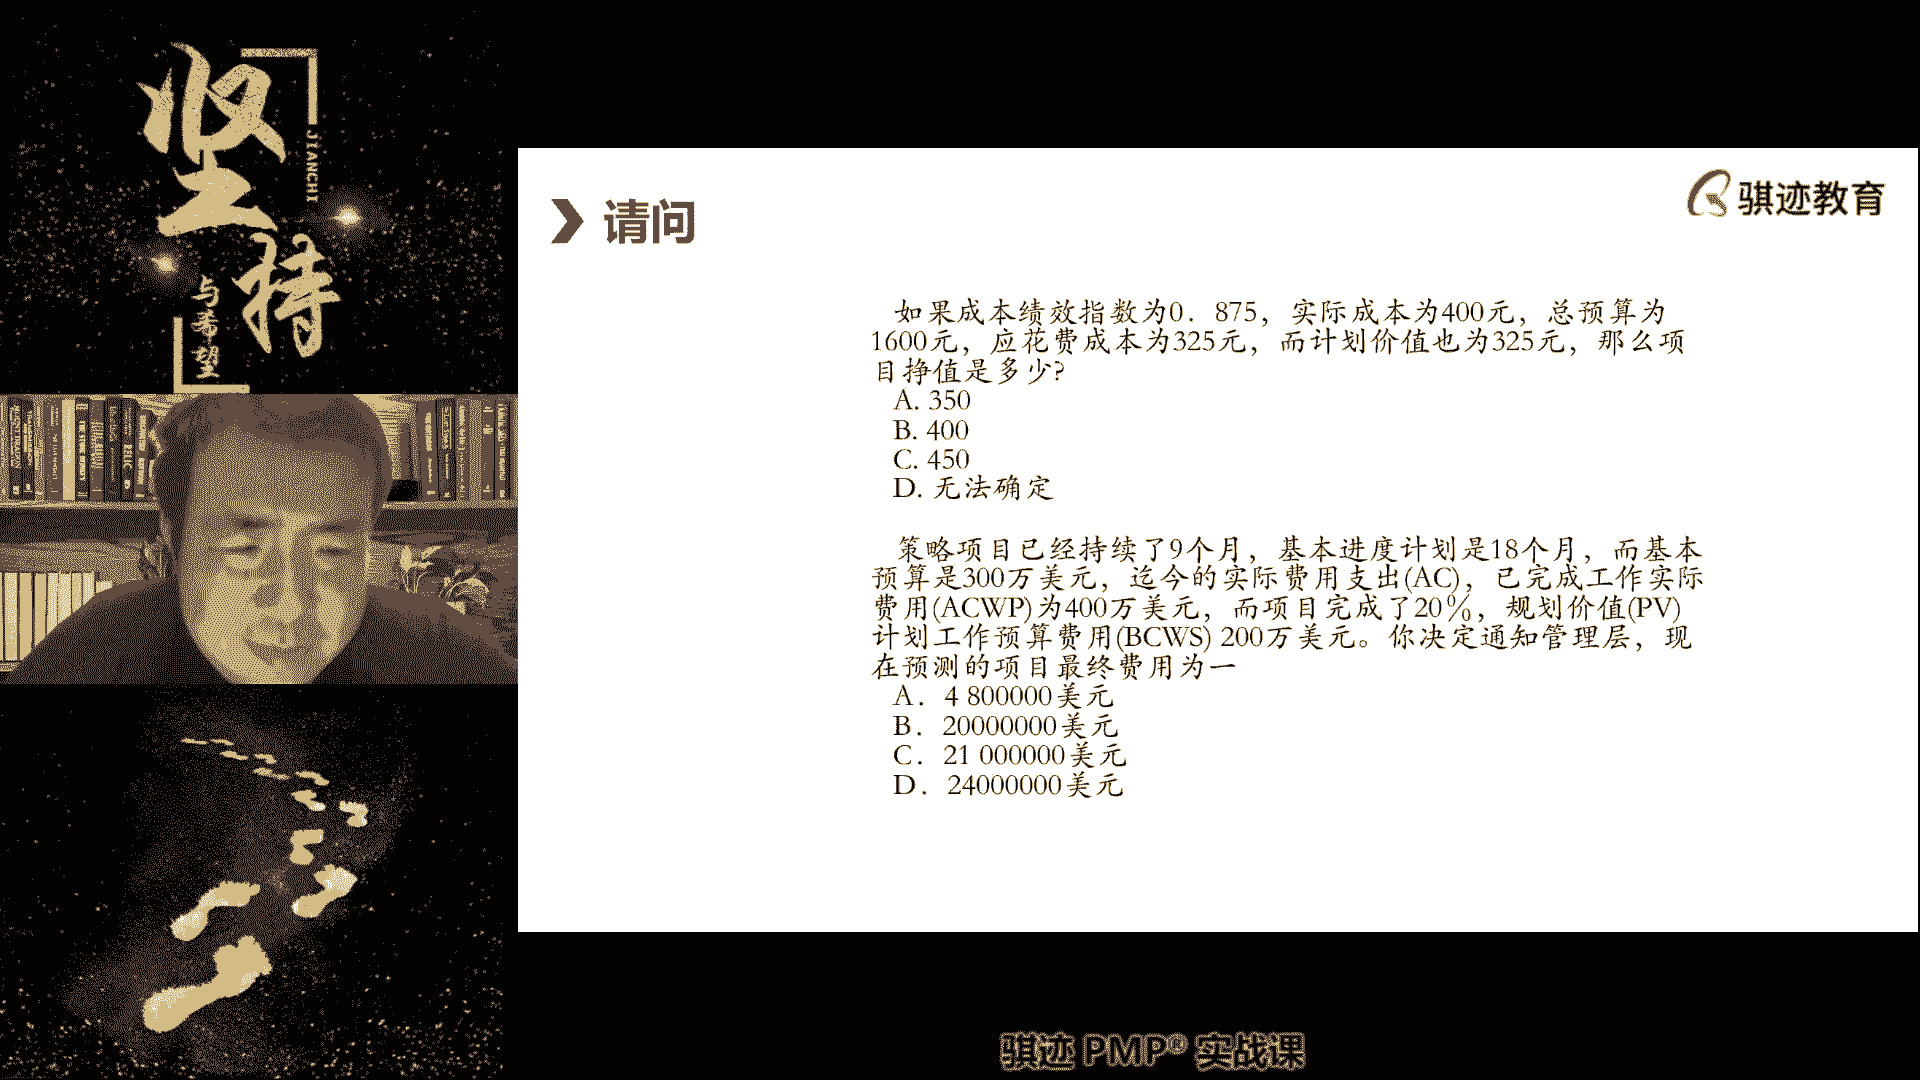 坚持
JIANCHI
与希望
骐迹教育
请问
如果成本绩效指数为0．875，实际成本为400元，总预算为
1600元，应花费成本为325元，而计划价值也为325元，那么项
目挣值是多少?
A. 350
B. 400
C. 450
D. 无法确定
策略项目已经持续了9个月，基本进度计划是18个月，而基本
预算是300万美元，迄今的实际费用支出(AC)，已完成工作实际
费用(ACWP)为400万美元，而项目完成了20％，规划价值(PV)
计划工作预算费用(BCWS) 200万美元。你决定通知管理层，现
在预测的项目最终费用为一
A．4 800000美元
B．20000000美元
C．21 000000美元
D．24000000美元
骐迹 PMP® 实战课